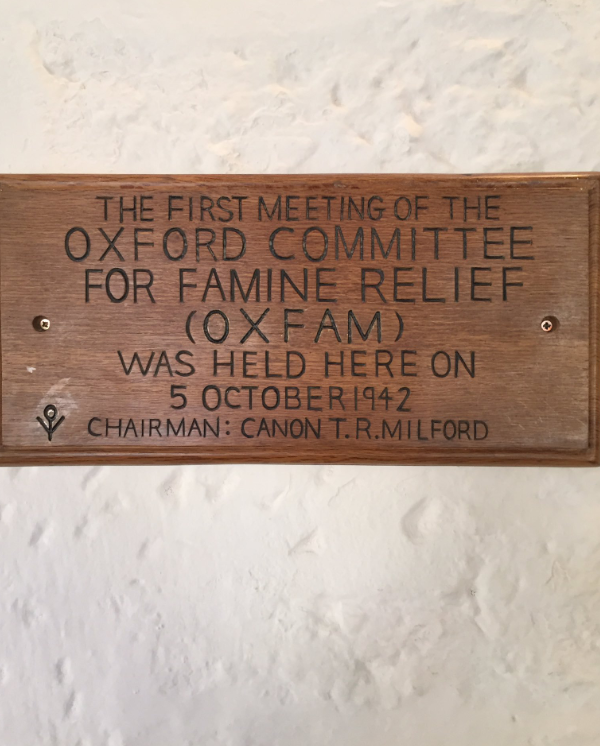 THE FIRST MEETING OF THE
OXFORD COMMITTEE
FOR FAMINE RELIEF
(OXFAM)
WAS HELD HERE ON
5 OCTOBER 1942
CHAIRMAN: CANON T.R.MILFORD